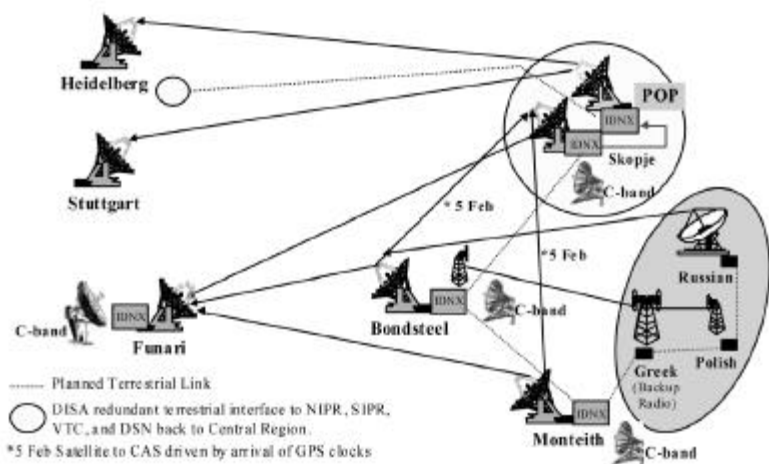 Heidelberg
POP
IDNX
IDNX
Skopje
C-band
Stuttgart
* 5 Feb
*5 Feb
Russian
C-band
IDNX
Funari
IDNX
Bondsteel
C-band
Greek
(Backup
Radio)
Polish
IDNX
Monteith
C-band
Planned Terrestrial Link
DISA redundant terrestrial interface to NIPR, SIPR,
VTC, and DSN back to Central Region.
*5 Feb Satellite to CAS driven by arrival of GPS clocks